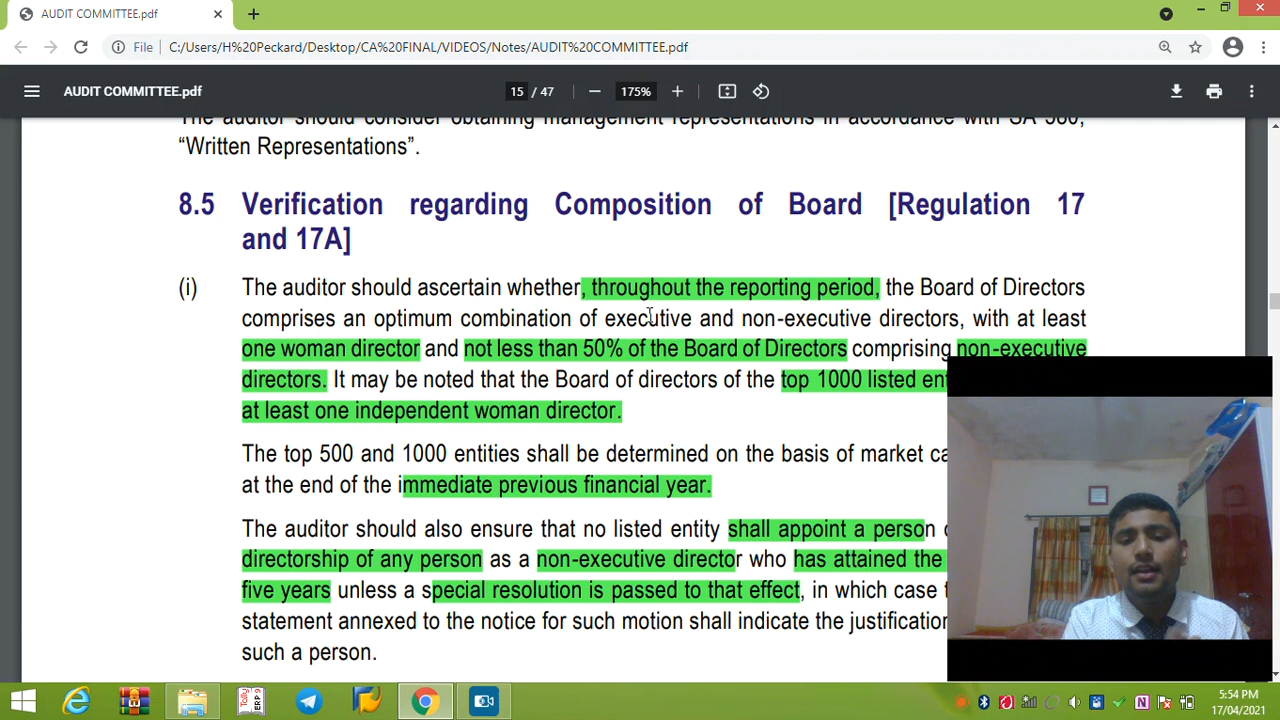 AUDIT COMMITTEE.pdf
File C:/Users/H%20Peckard/Desktop/CA%20FINAL/VIDEOS/Notes/AUDIT%20COMMITTEE.pdf
AUDIT COMMITTEE.pdf 15 / 47 175%
The auditor should consider obtaining management representations in accordance with SA 580,
“Written Representations”.
8.5 Verification regarding Composition of Board [Regulation 17
and 17A]
(i) The auditor should ascertain whether, throughout the reporting period, the Board of Directors
comprises an optimum combination of executive and non-executive directors, with at least
one woman director and not less than 50% of the Board of Directors comprising non-executive
directors. It may be noted that the Board of directors of the top 1000 listed
at least one independent woman director.
The top 500 and 1000 entities shall be determined on the basis of market
at the end of the immediate previous financial year.
The auditor should also ensure that no listed entity shall appoint a person
directorship of any person as a non-executive director who has attained the
five years unless a special resolution is passed to that effect, in which case
statement annexed to the notice for such motion shall indicate the justification
such a person.
Tally
ERP 9
5:54 PM
17/04/2021